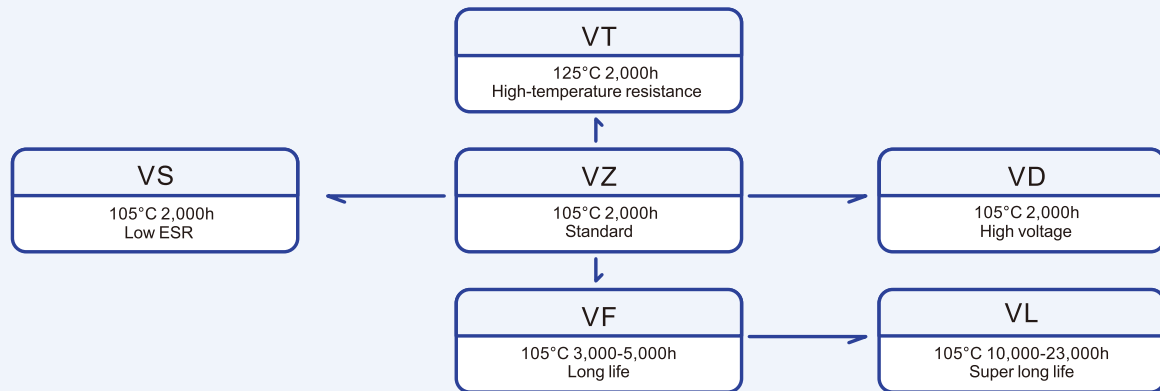 VT
125°C 2,000h
High-temperature resistance
VS
105°C 2,000h
Low ESR
VZ
105°C 2,000h
Standard
VD
105°C 2,000h
High voltage
VF
105°C 3,000-5,000h
Long life
VL
105°C 10,000-23,000h
Super long life